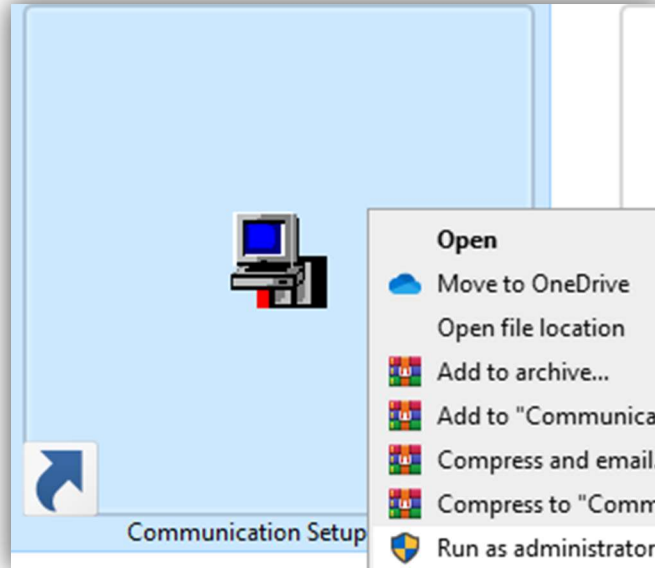 Open
Move to OneDrive
Open file location
Add to archive...
Add to "Communica
Compress and email.
Compress to "Comm
Communication Setup
Run as administrator